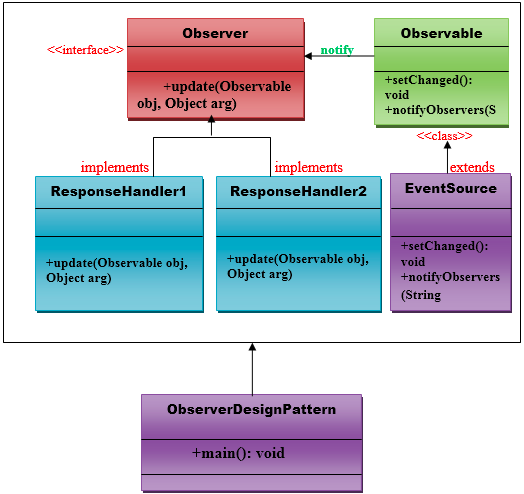 Observer
Observable
<<interface>>
notify
+update(Observable
obj, Object arg)
+setChanged():
void
+notifyObservers(S
<<class>>
implements
implements
extends
ResponseHandler1
ResponseHandler2
EventSource
+update(Observable obj,
Object arg)
+update(Observable obj,
Object arg)
+setChanged():
void
+notifyObservers
(String
ObserverDesignPattern
+main(): void